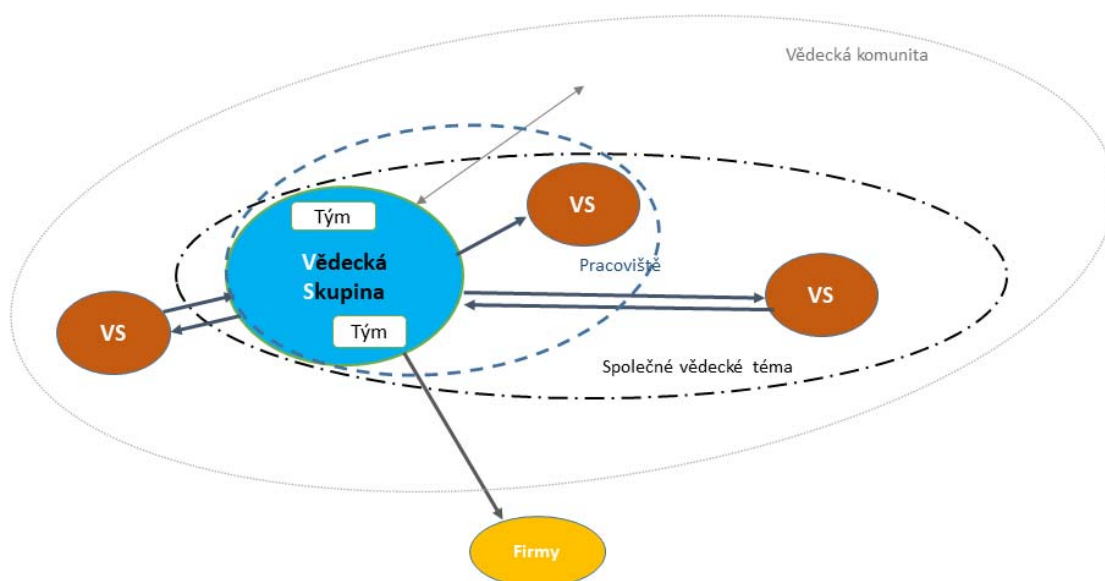 Vědecká komunita
Tým
VS
Vědecká
Skupina
Pracoviště
VS
VS
Tým
Společné vědecké téma
Firmy